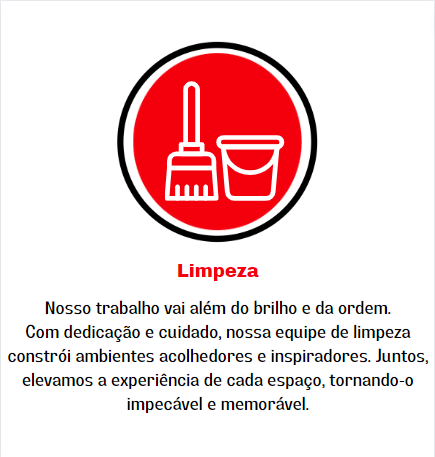 Limpeza
Nosso trabalho vai além do brilho e da ordem.
Com dedicação e cuidado, nossa equipe de limpeza
constrói ambientes acolhedores e inspiradores. Juntos,
elevamos a experiência de cada espaço, tornando-o
impecável e memorável.